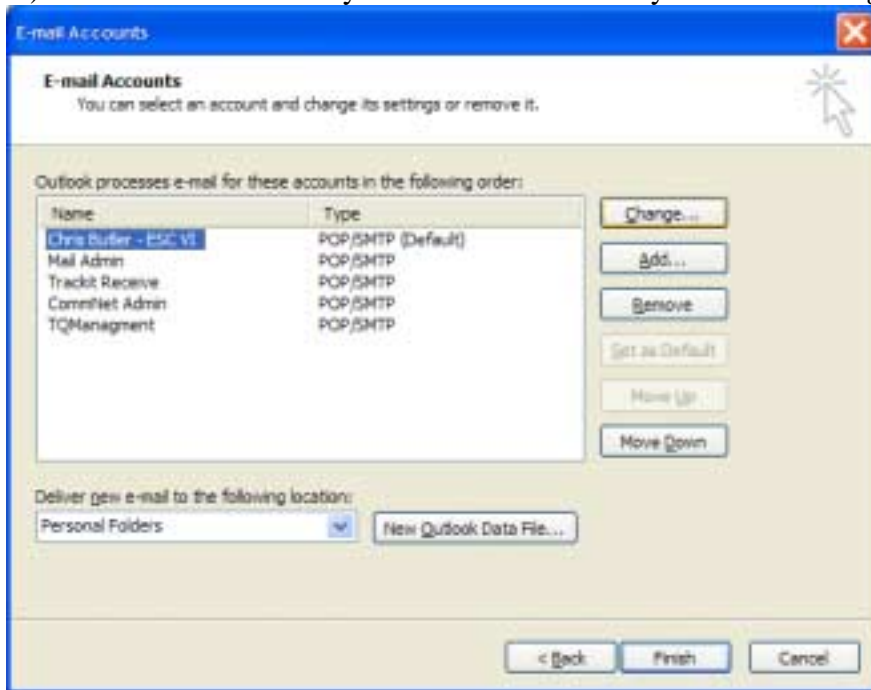 E-mail Accounts
E-mail Accounts
You can select an account and change its settings or remove it.
Outlook processes e-mail for these accounts in the following order:
Name Type
Chris Butler - ESC VI POP/SMTP (Default)
Mail Admin POP/SMTP
Trackit Receive POP/SMTP
CommNet Admin POP/SMTP
TQManagment POP/SMTP
Change...
Add...
Remove
Set as Default
Move Up
Move Down
Deliver new e-mail to the following location:
Personal Folders New Outlook Data File...
< Back Finish Cancel